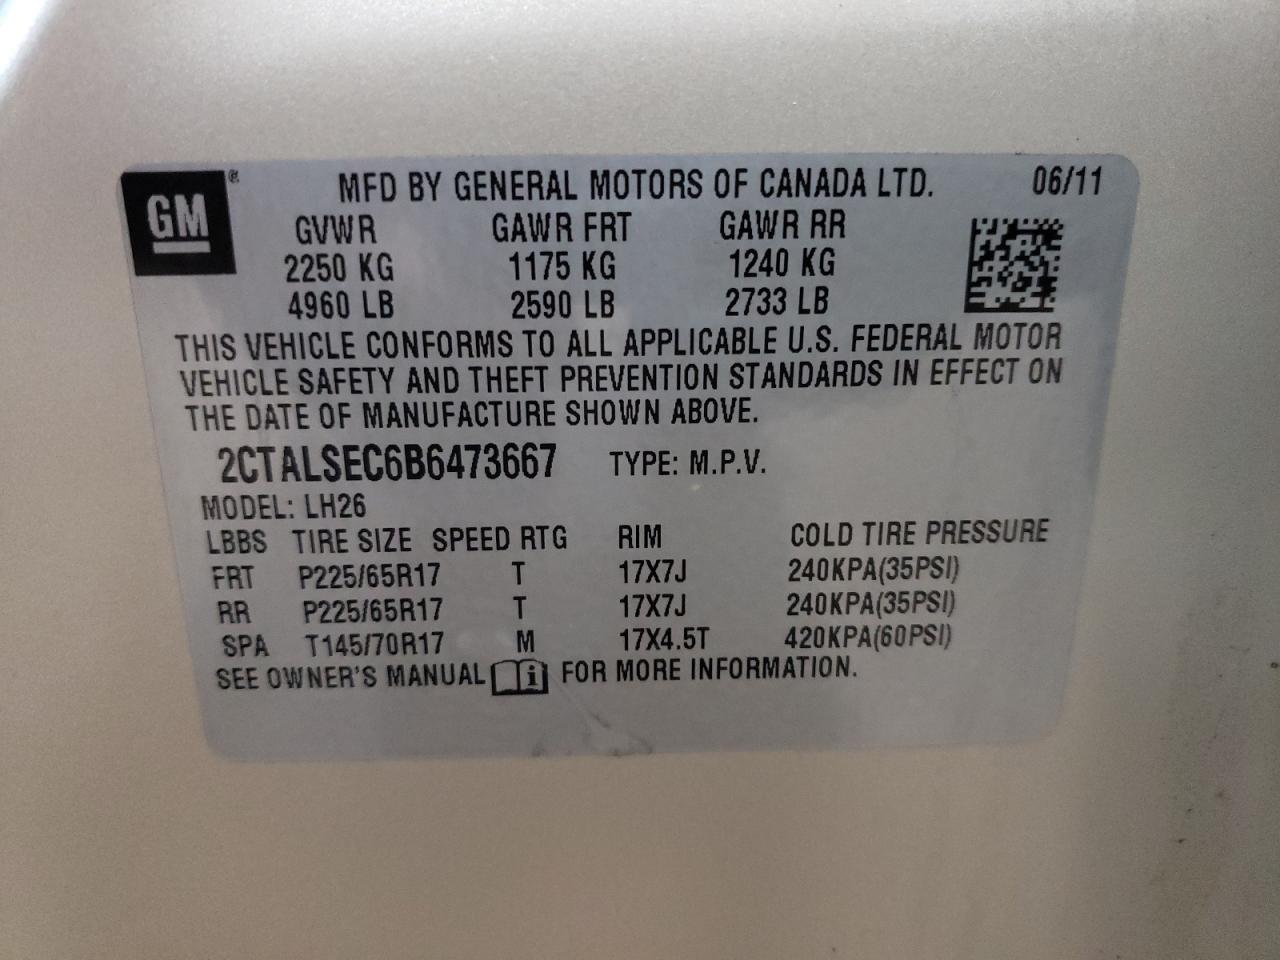 GM®
MFD BY GENERAL MOTORS OF CANADA LTD. 06/11
GVWR GAWR FRT GAWR RR
2250 KG 1175 KG 1240 KG
4960 LB 2590 LB 2733 LB
THIS VEHICLE CONFORMS TO ALL APPLICABLE U.S. FEDERAL MOTOR
VEHICLE SAFETY AND THEFT PREVENTION STANDARDS IN EFFECT ON
THE DATE OF MANUFACTURE SHOWN ABOVE.
2CTALSEC6B6473667 TYPE: M.P.V.
MODEL: LH26
LBBS TIRE SIZE SPEED RTG RIM COLD TIRE PRESSURE
FRT P225/65R17 T 17X7J 240KPA(35PSI)
RR P225/65R17 T 17X7J 240KPA(35PSI)
SPA T145/70R17 M 17X4.5T 420KPA(60PSI)
SEE OWNER'S MANUAL i FOR MORE INFORMATION.